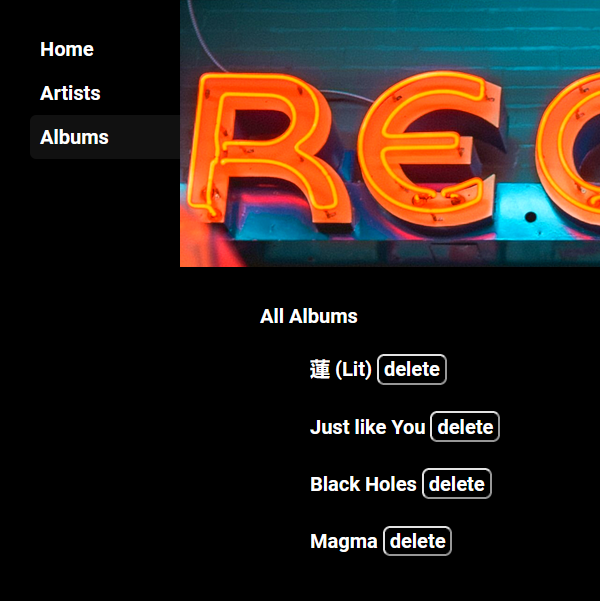 Home
Artists
Albums
REC
All Albums
蓮 (Lit) delete
Just like You delete
Black Holes delete
Magma delete